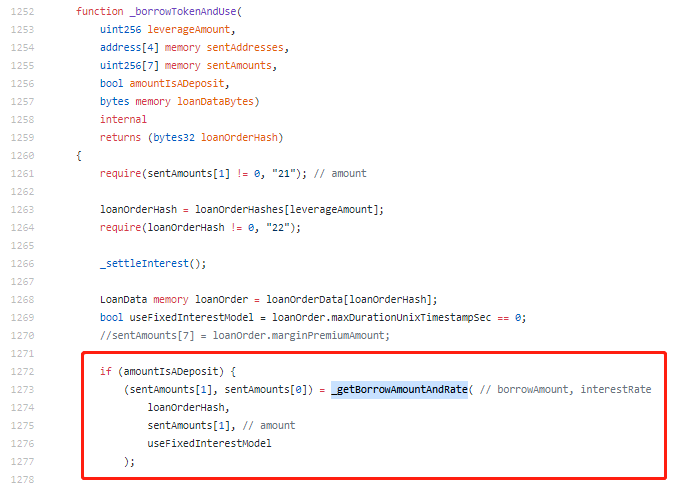 1252 function _borrowTokenAndUse(
1253 uint256 leverageAmount,
1254 address[4] memory sentAddresses,
1255 uint256[7] memory sentAmounts,
1256 bool amountIsADeposit,
1257 bytes memory loanDataBytes)
1258 internal
1259 returns (bytes32 loanOrderHash)
1260 {
1261 require(sentAmounts[1] != 0, "21"); // amount
1262
1263 loanOrderHash = loanOrderHashes[leverageAmount];
1264 require(loanOrderHash != 0, "22");
1265
1266 _settleInterest();
1267
1268 LoanData memory loanOrder = loanOrderData[loanOrderHash];
1269 bool useFixedInterestModel = loanOrder.maxDurationUnixTimestampSec == 0;
1270 //sentAmounts[7] = loanOrder.marginPremiumAmount;
1271
1272 if (amountIsADeposit) {
1273 (sentAmounts[1], sentAmounts[0]) = _getBorrowAmountAndRate( // borrowAmount, interestRate
1274 loanOrderHash,
1275 sentAmounts[1], // amount
1276 useFixedInterestModel
1277 );
1278